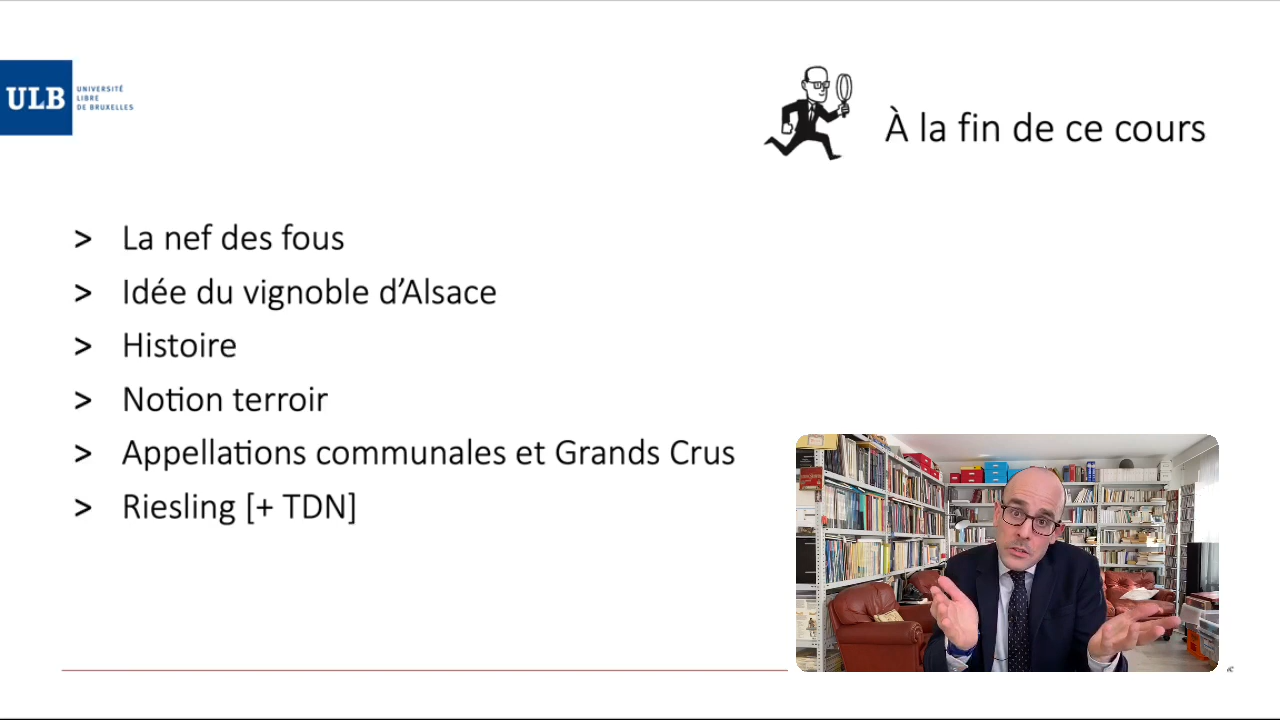 ULB
UNIVERSITÉ
LIBRE
DE BRUXELLES
À la fin de ce cours
> La nef des fous
> Idée du vignoble d’Alsace
> Histoire
> Notion terroir
> Appellations communales et Grands Crus
> Riesling [+ TDN]